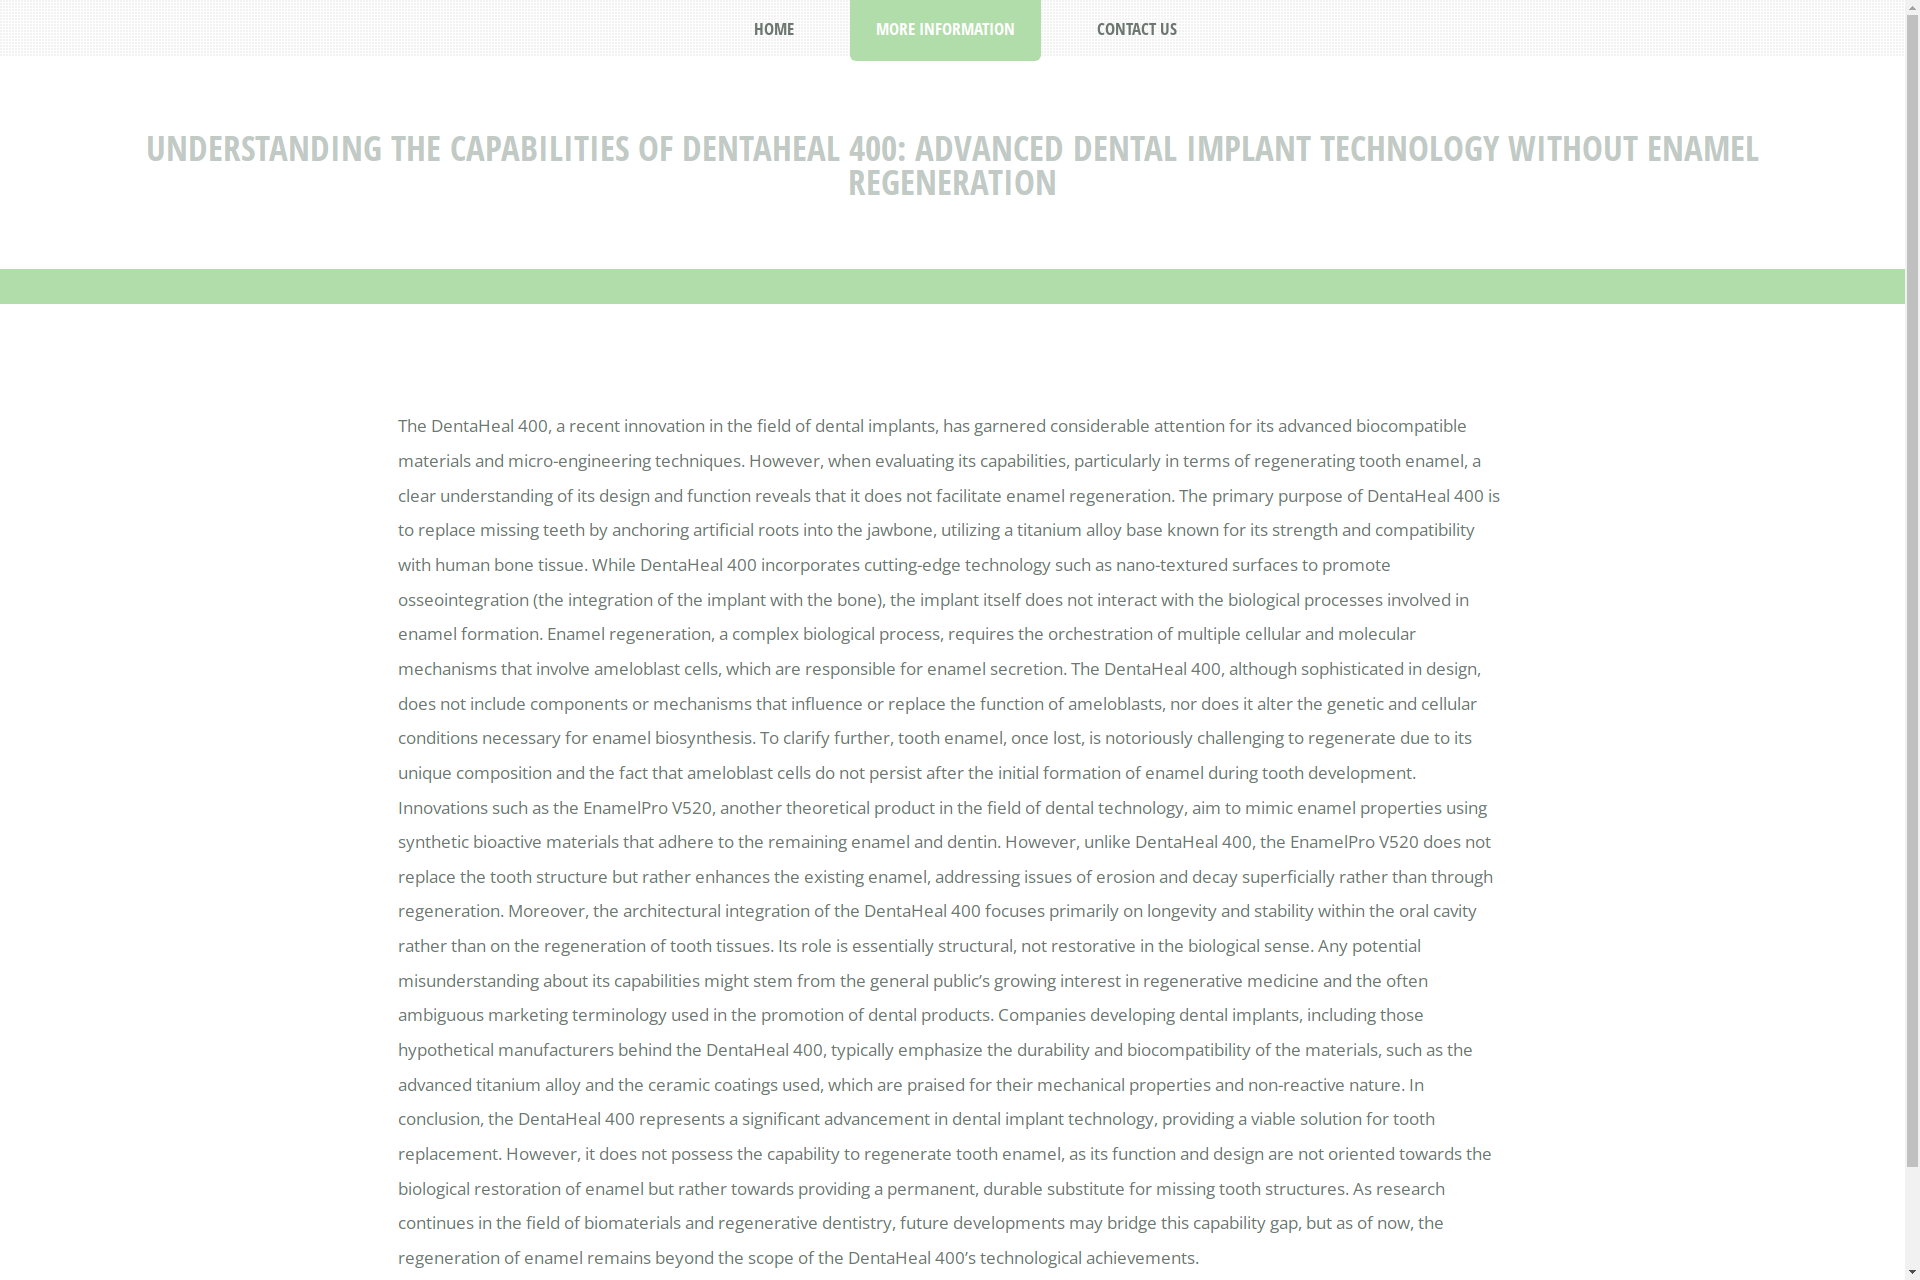 HOME
MORE INFORMATION
CONTACT US
UNDERSTANDING THE CAPABILITIES OF DENTAHEAL 400: ADVANCED DENTAL IMPLANT TECHNOLOGY WITHOUT ENAMEL
REGENERATION
The DentaHeal 400, a recent innovation in the field of dental implants, has garnered considerable attention for its advanced biocompatible
materials and micro-engineering techniques. However, when evaluating its capabilities, particularly in terms of regenerating tooth enamel, a
clear understanding of its design and function reveals that it does not facilitate enamel regeneration. The primary purpose of DentaHeal 400 is
to replace missing teeth by anchoring artificial roots into the jawbone, utilizing a titanium alloy base known for its strength and compatibility
with human bone tissue. While DentaHeal 400 incorporates cutting-edge technology such as nano-textured surfaces to promote
osseointegration (the integration of the implant with the bone), the implant itself does not interact with the biological processes involved in
enamel formation. Enamel regeneration, a complex biological process, requires the orchestration of multiple cellular and molecular
mechanisms that involve ameloblast cells, which are responsible for enamel secretion. The DentaHeal 400, although sophisticated in design,
does not include components or mechanisms that influence or replace the function of ameloblasts, nor does it alter the genetic and cellular
conditions necessary for enamel biosynthesis. To clarify further, tooth enamel, once lost, is notoriously challenging to regenerate due to its
unique composition and the fact that ameloblast cells do not persist after the initial formation of enamel during tooth development.
Innovations such as the EnamelPro V520, another theoretical product in the field of dental technology, aim to mimic enamel properties using
synthetic bioactive materials that adhere to the remaining enamel and dentin. However, unlike DentaHeal 400, the EnamelPro V520 does not
replace the tooth structure but rather enhances the existing enamel, addressing issues of erosion and decay superficially rather than through
regeneration. Moreover, the architectural integration of the DentaHeal 400 focuses primarily on longevity and stability within the oral cavity
rather than on the regeneration of tooth tissues. Its role is essentially structural, not restorative in the biological sense. Any potential
misunderstanding about its capabilities might stem from the general public’s growing interest in regenerative medicine and the often
ambiguous marketing terminology used in the promotion of dental products. Companies developing dental implants, including those
hypothetical manufacturers behind the DentaHeal 400, typically emphasize the durability and biocompatibility of the materials, such as the
advanced titanium alloy and the ceramic coatings used, which are praised for their mechanical properties and non-reactive nature. In
conclusion, the DentaHeal 400 represents a significant advancement in dental implant technology, providing a viable solution for tooth
replacement. However, it does not possess the capability to regenerate tooth enamel, as its function and design are not oriented towards the
biological restoration of enamel but rather towards providing a permanent, durable substitute for missing tooth structures. As research
continues in the field of biomaterials and regenerative dentistry, future developments may bridge this capability gap, but as of now, the
regeneration of enamel remains beyond the scope of the DentaHeal 400’s technological achievements.